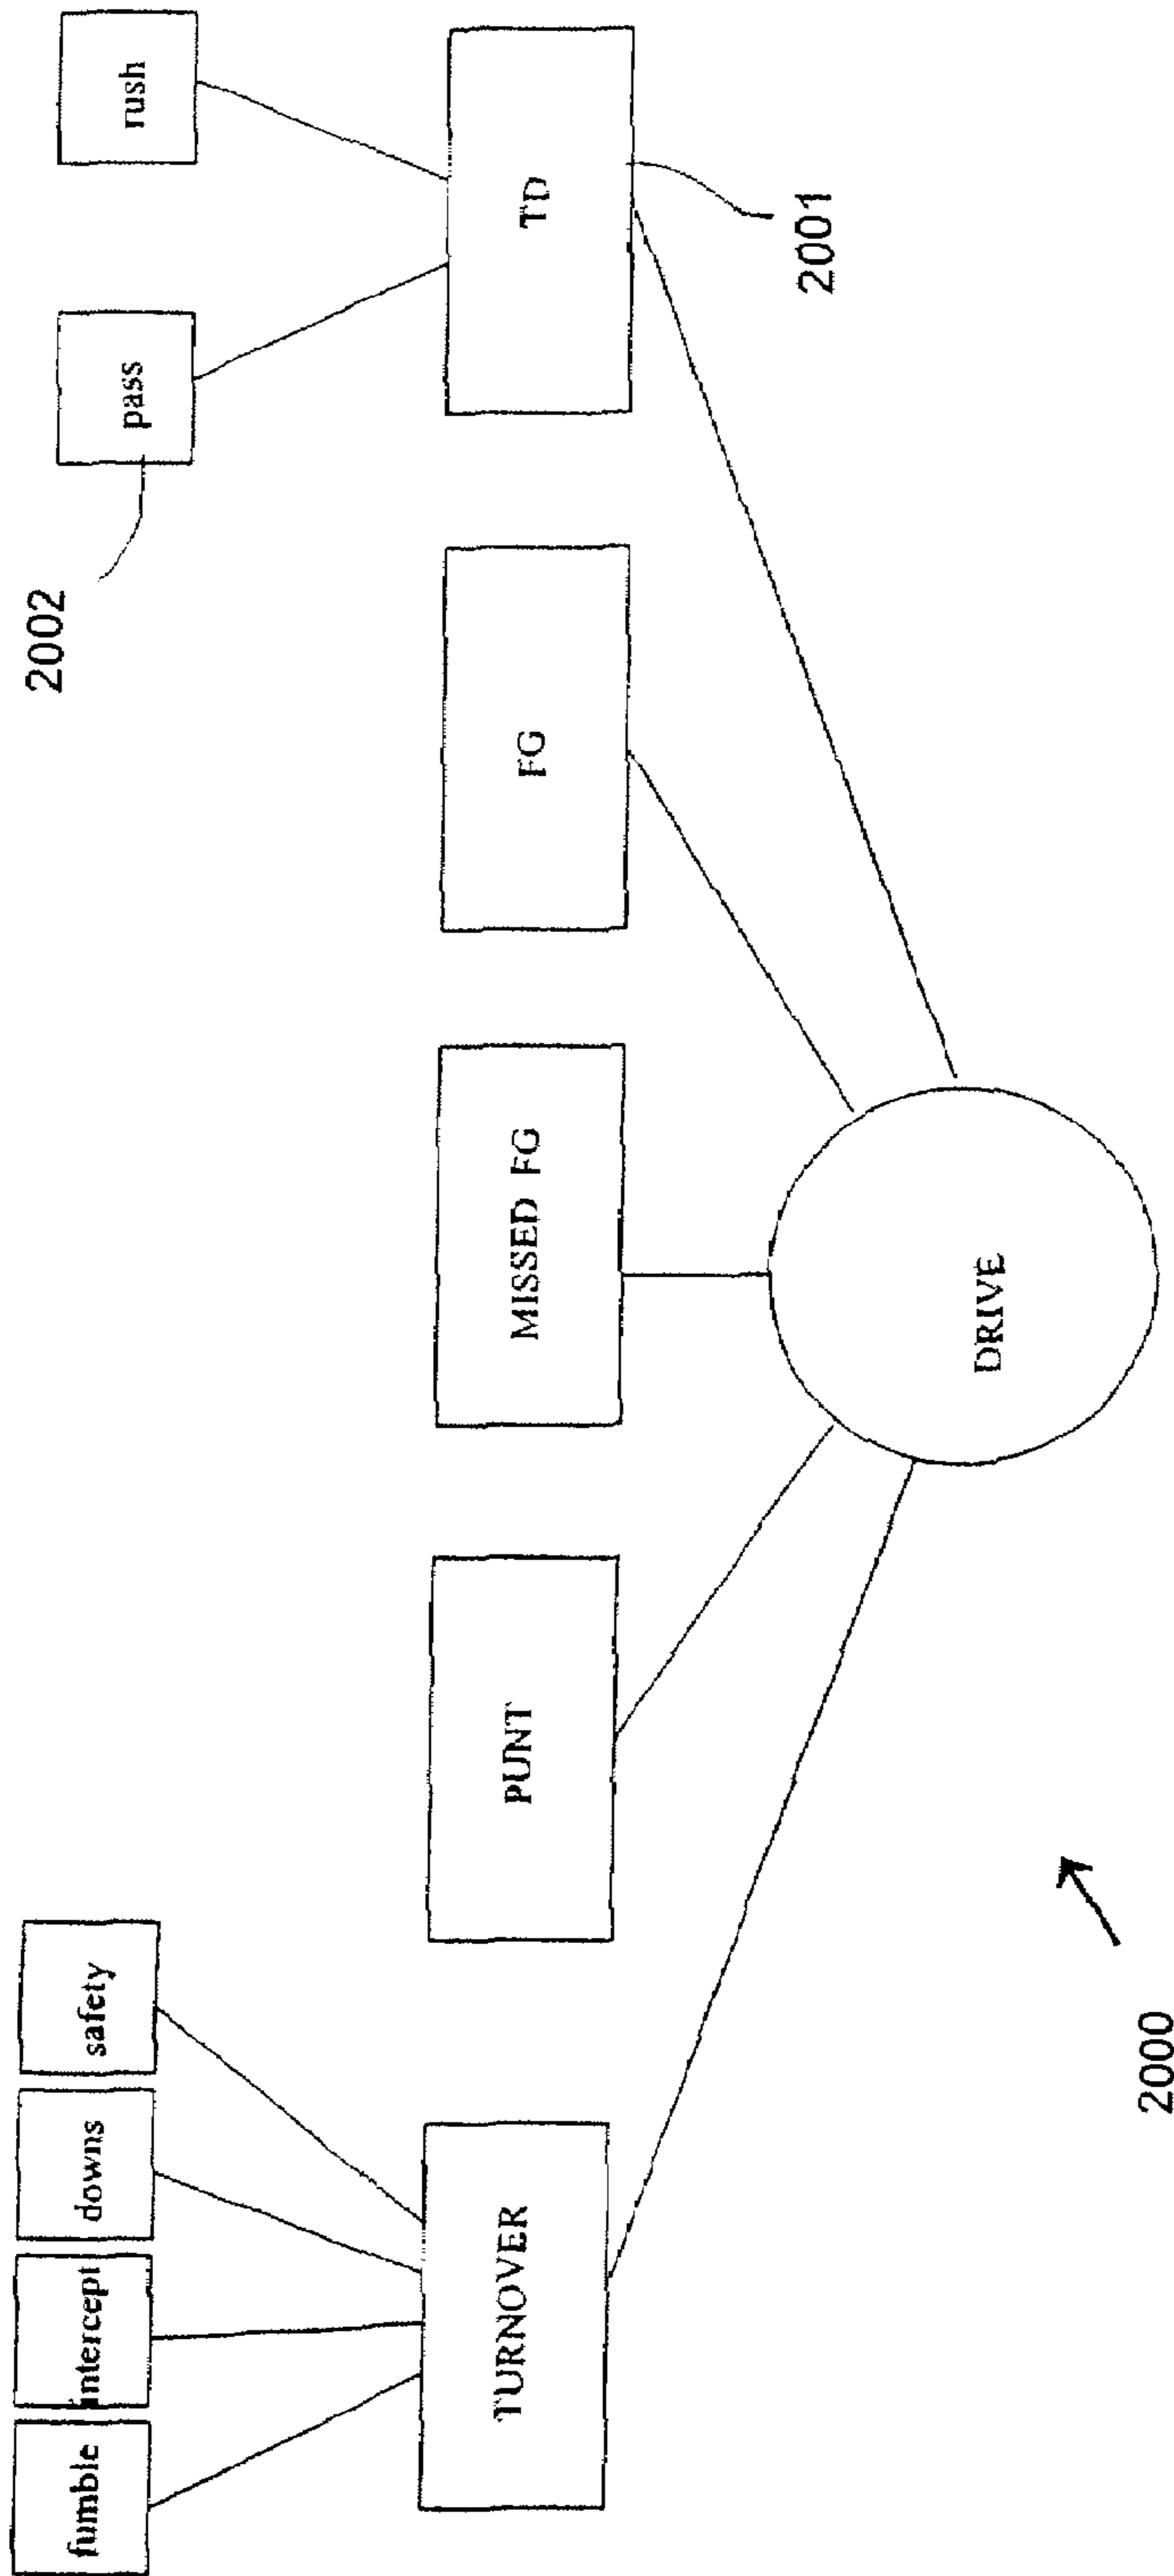 fumble
intercept
downs
safety
pass
rush
2002
TURNOVER
PUNT
MISSED FG
FG
TD
2001
DRIVE
2000